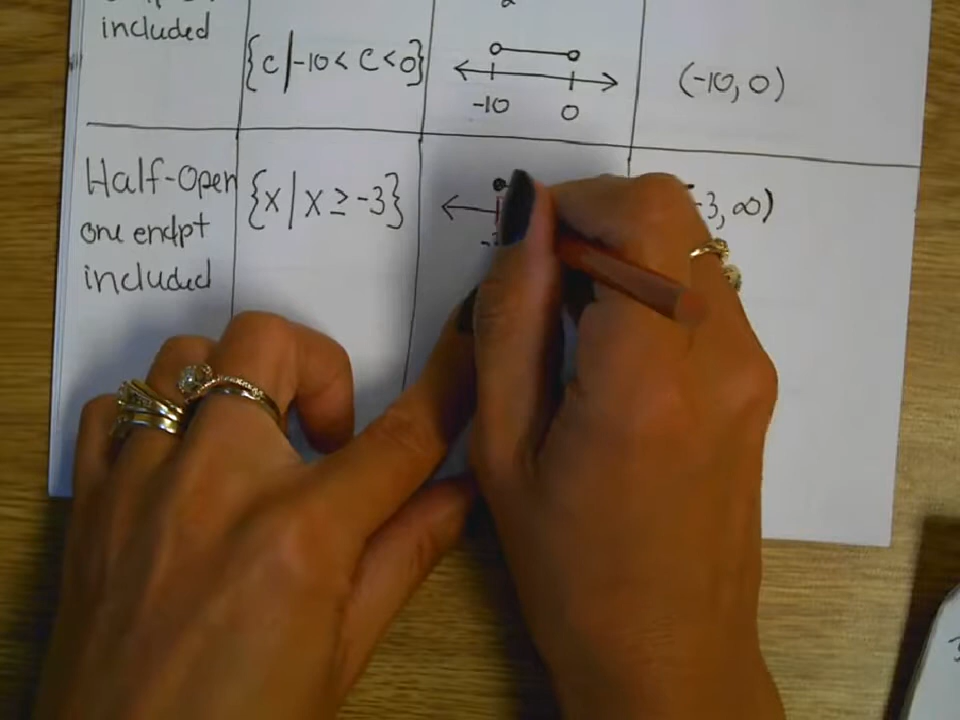 included
{c|-10 < c < 0}
-10 0
(-10, 0)
Half-Open
one endpt
included
{x|x ≥ -3}
-3, ∞)